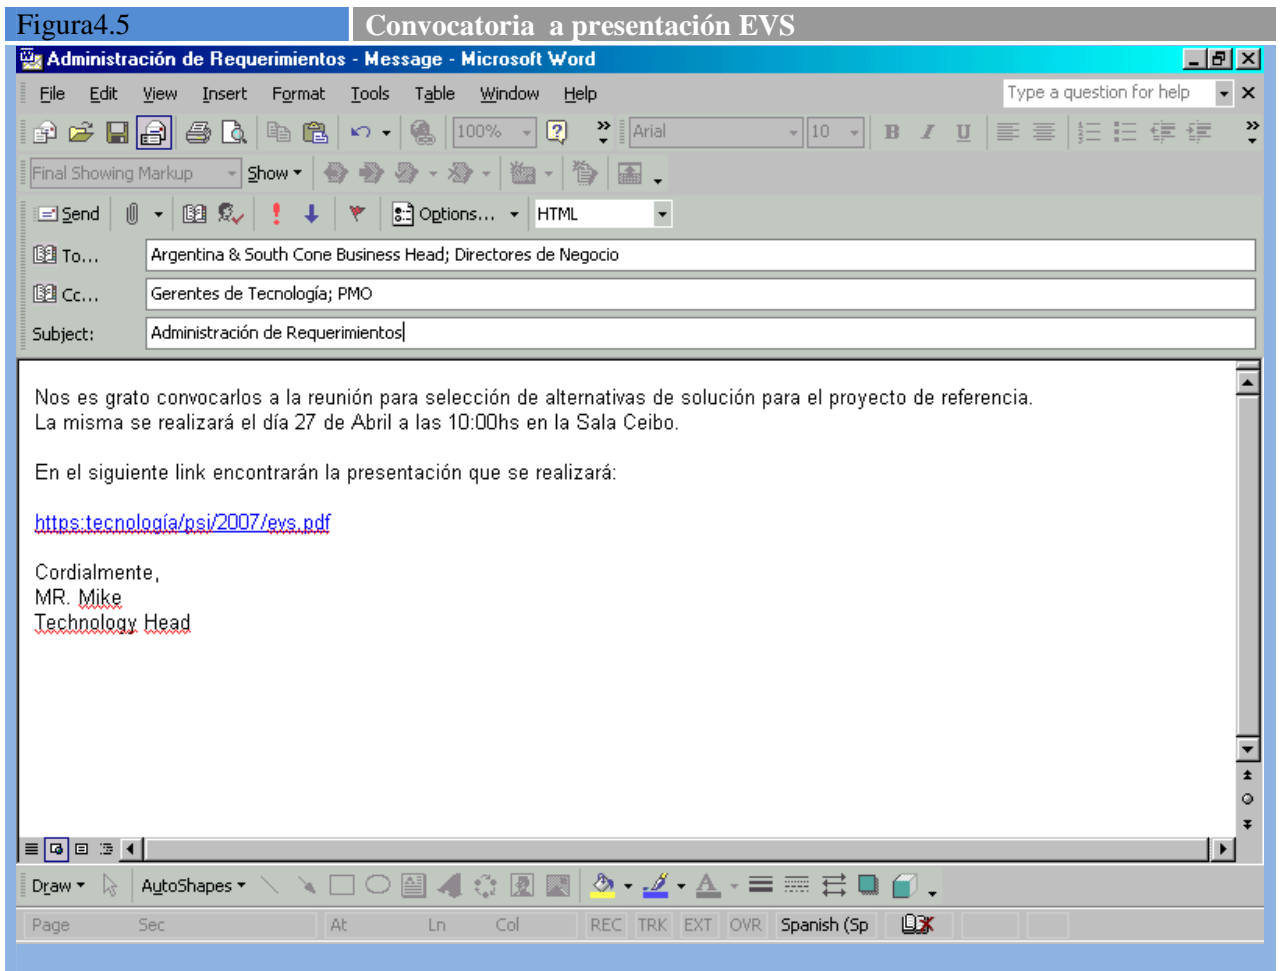 Figura4.5 Convocatoria a presentación EVS
Administración de Requerimientos - Message - Microsoft Word
File Edit View Insert Format Tools Table Window Help Type a question for help
100% Arial 10 B I U
Final Showing Markup Show
Send Options... HTML
To... Argentina & South Cone Business Head; Directores de Negocio
Cc... Gerentes de Tecnología; PMO
Subject: Administración de Requerimientos
Nos es grato convocarlos a la reunión para selección de alternativas de solución para el proyecto de referencia.
La misma se realizará el día 27 de Abril a las 10:00hs en la Sala Ceibo.
En el siguiente link encontrarán la presentación que se realizará:
https:tecnología/psi/2007/evs.pdf
Cordialmente,
MR. Mike
Technology Head
Draw AutoShapes A
Page Sec At Ln Col REC TRK EXT OVR Spanish (Sp